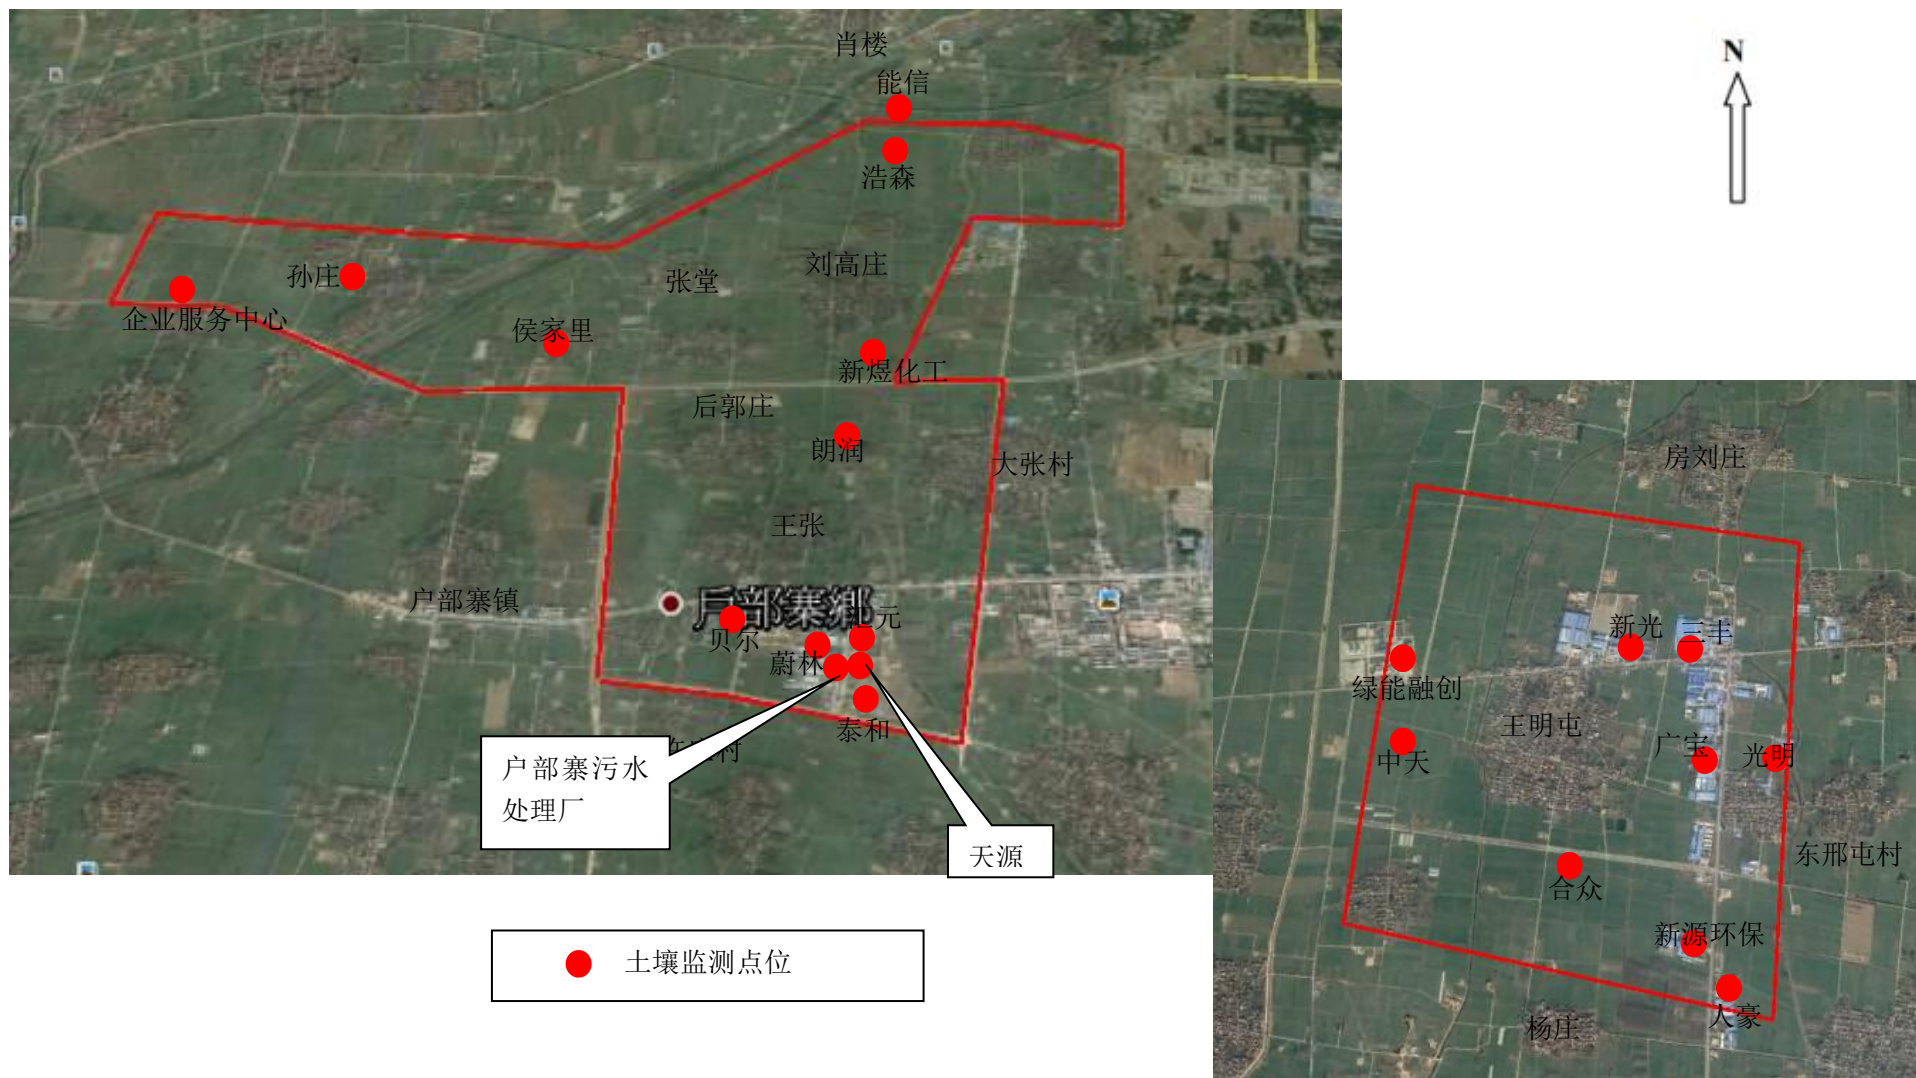 肖楼
能信
N
浩森
刘高庄
孙庄
张堂
企业服务中心
侯家里
新煜化工
后郭庄
朗润
大张村
王张
户部寨镇
戶部寨鄉
元
贝尔
蔚林
泰和
村
户部寨污水
处理厂
天源
土壤监测点位
房刘庄
新光
三丰
绿能融创
王明屯
中天
广宝
光明
东邢屯村
合众
新源环保
人豪
杨庄